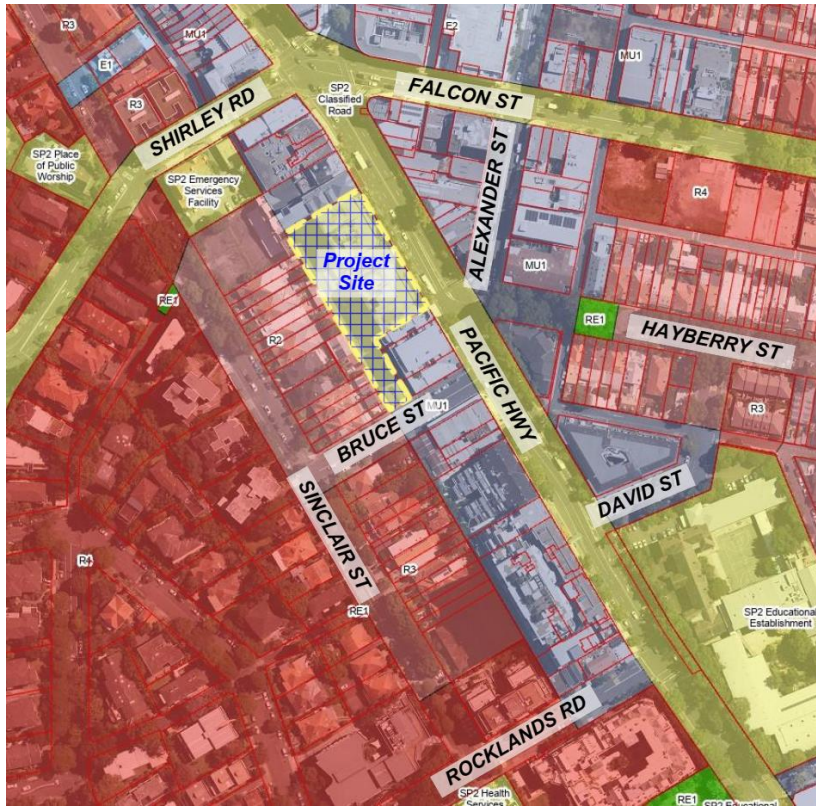 R3
MU1
E2
MU1
E1
R3
SP2
Classified
Road
FALCON ST
SHIRLEY RD
SP2 Place
of Public
Worship
SP2 Emergency
Services
Facility
ALEXANDER ST
R4
Project
Site
MU1
RE1
RE1
HAYBERRY ST
R2
PACIFIC HWY
MU1
R3
BRUCE ST
DAVID ST
SINCLAIR ST
R4
R3
RE1
SP2 Educational
Establishment
ROCKLANDS RD
SP2 Health
Services
RE1
SP2 Educational